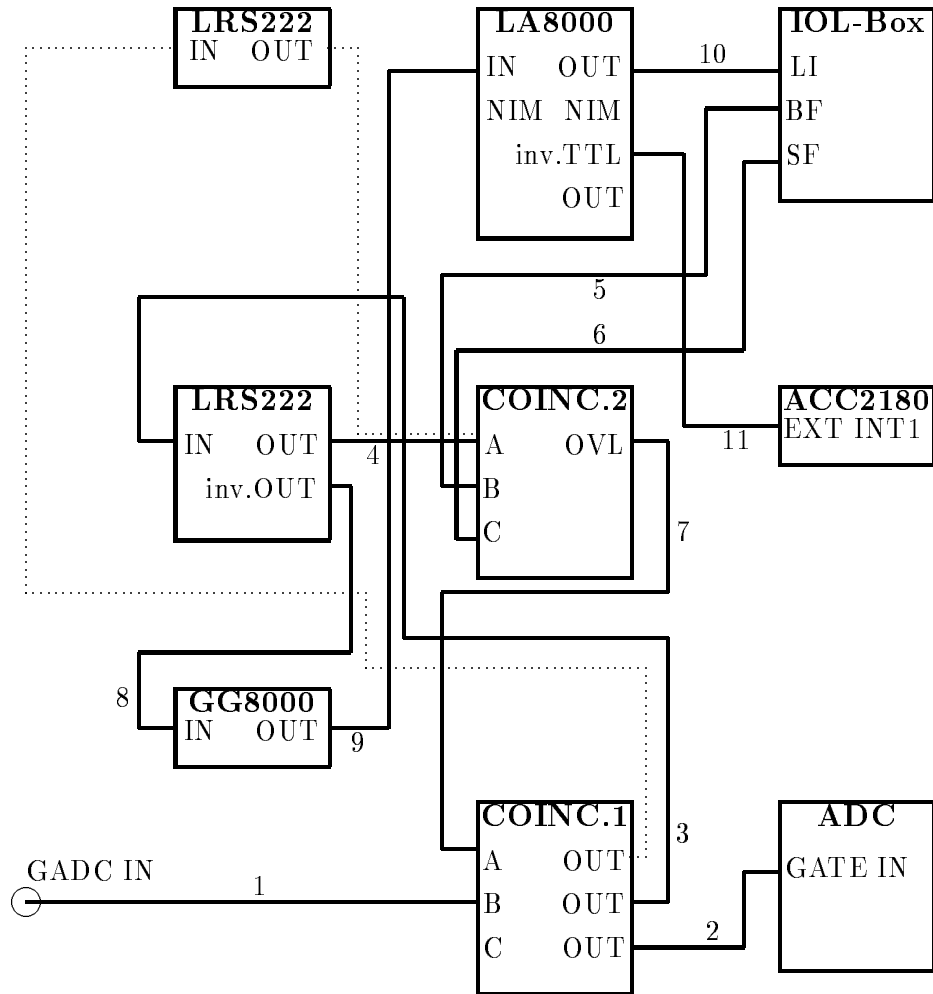 LRS222
IN OUT
LA8000
IN OUT
NIM NIM
inv.TTL
OUT
10
IOL-Box
LI
BF
SF
5
6
LRS222
IN OUT
inv.OUT
4
COINC.2
A OVL
B
C
11
ACC2180
EXT INT1
7
8
GG8000
IN OUT
9
COINC.1
A OUT
B OUT
C OUT
3
2
ADC
GATE IN
GADC IN
1